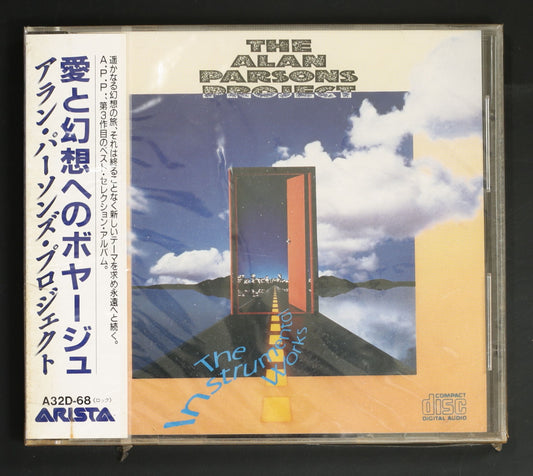 愛と幻想へのボヤージュ
アラン・パーソンズ・プロジェクト
遥かなる幻想の旅、それは終ることなく新しいテーマを求め永遠へと続く。
A.P.P.、第3作目のベスト・セレクション・アルバム。
A32D-68〈ロック〉
ARISTA
THE
ALAN
PARSONS
PROJECT
The
Instrumental
Works
COMPACT
disc
DIGITAL AUDIO